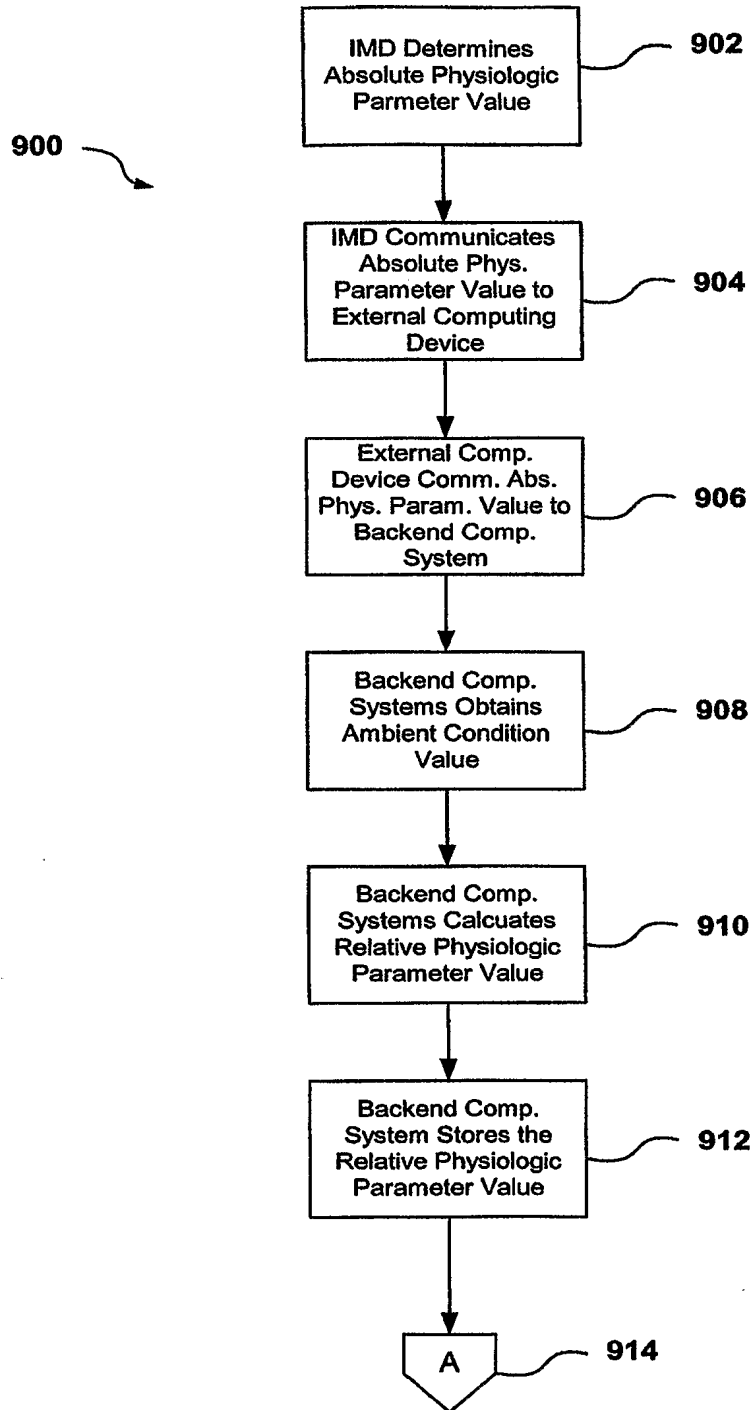 IMD Determines
Absolute Physiologic
Parmeter Value
902
900
IMD Communicates
Absolute Phys.
Parameter Value to
External Computing
Device
904
External Comp.
Device Comm. Abs.
Phys. Param. Value to
Backend Comp.
System
906
Backend Comp.
Systems Obtains
Ambient Condition
Value
908
Backend Comp.
Systems Calcuates
Relative Physiologic
Parameter Value
910
Backend Comp.
System Stores the
Relative Physiologic
Parameter Value
912
A
914